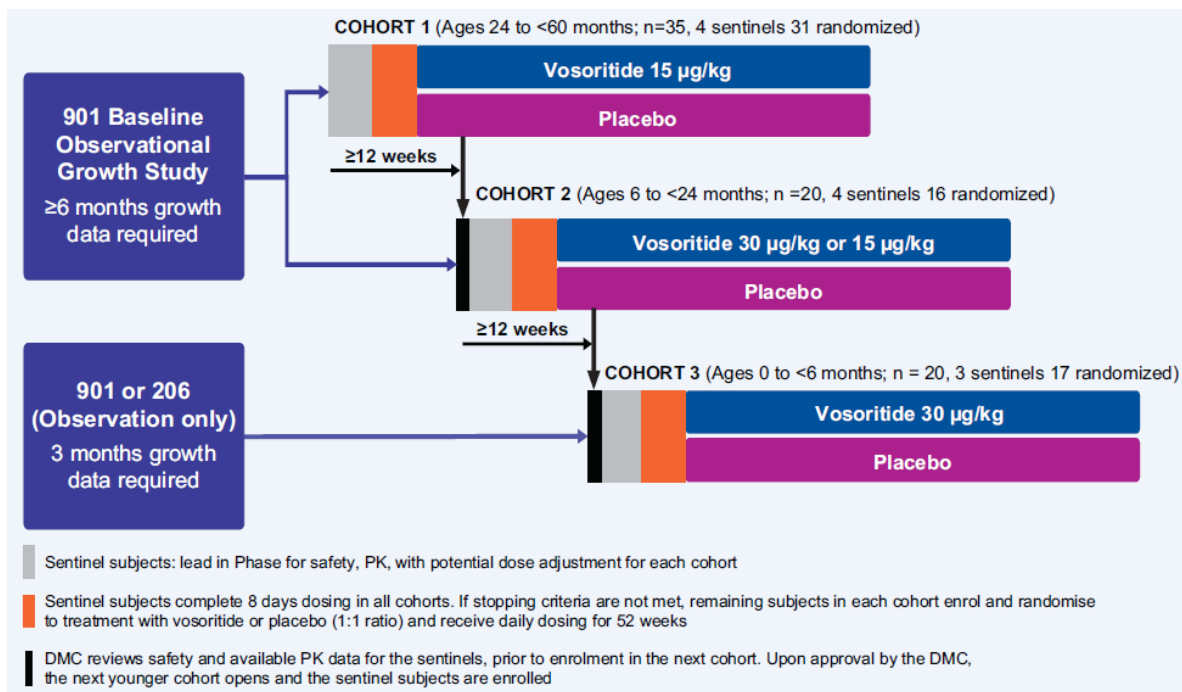 COHORT 1 (Ages 24 to <60 months; n=35, 4 sentinels 31 randomized)
901 Baseline
Observational
Growth Study
≥6 months growth
data required
Vosoritide 15 µg/kg
Placebo
≥12 weeks
COHORT 2 (Ages 6 to <24 months; n =20, 4 sentinels 16 randomized)
Vosoritide 30 µg/kg or 15 µg/kg
Placebo
≥12 weeks
901 or 206
(Observation only)
3 months growth
data required
COHORT 3 (Ages 0 to <6 months; n = 20, 3 sentinels 17 randomized)
Vosoritide 30 µg/kg
Placebo
Sentinel subjects: lead in Phase for safety, PK, with potential dose adjustment for each cohort
Sentinel subjects complete 8 days dosing in all cohorts. If stopping criteria are not met, remaining subjects in each cohort enrol and randomise
to treatment with vosoritide or placebo (1:1 ratio) and receive daily dosing for 52 weeks
DMC reviews safety and available PK data for the sentinels, prior to enrolment in the next cohort. Upon approval by the DMC,
the next younger cohort opens and the sentinel subjects are enrolled